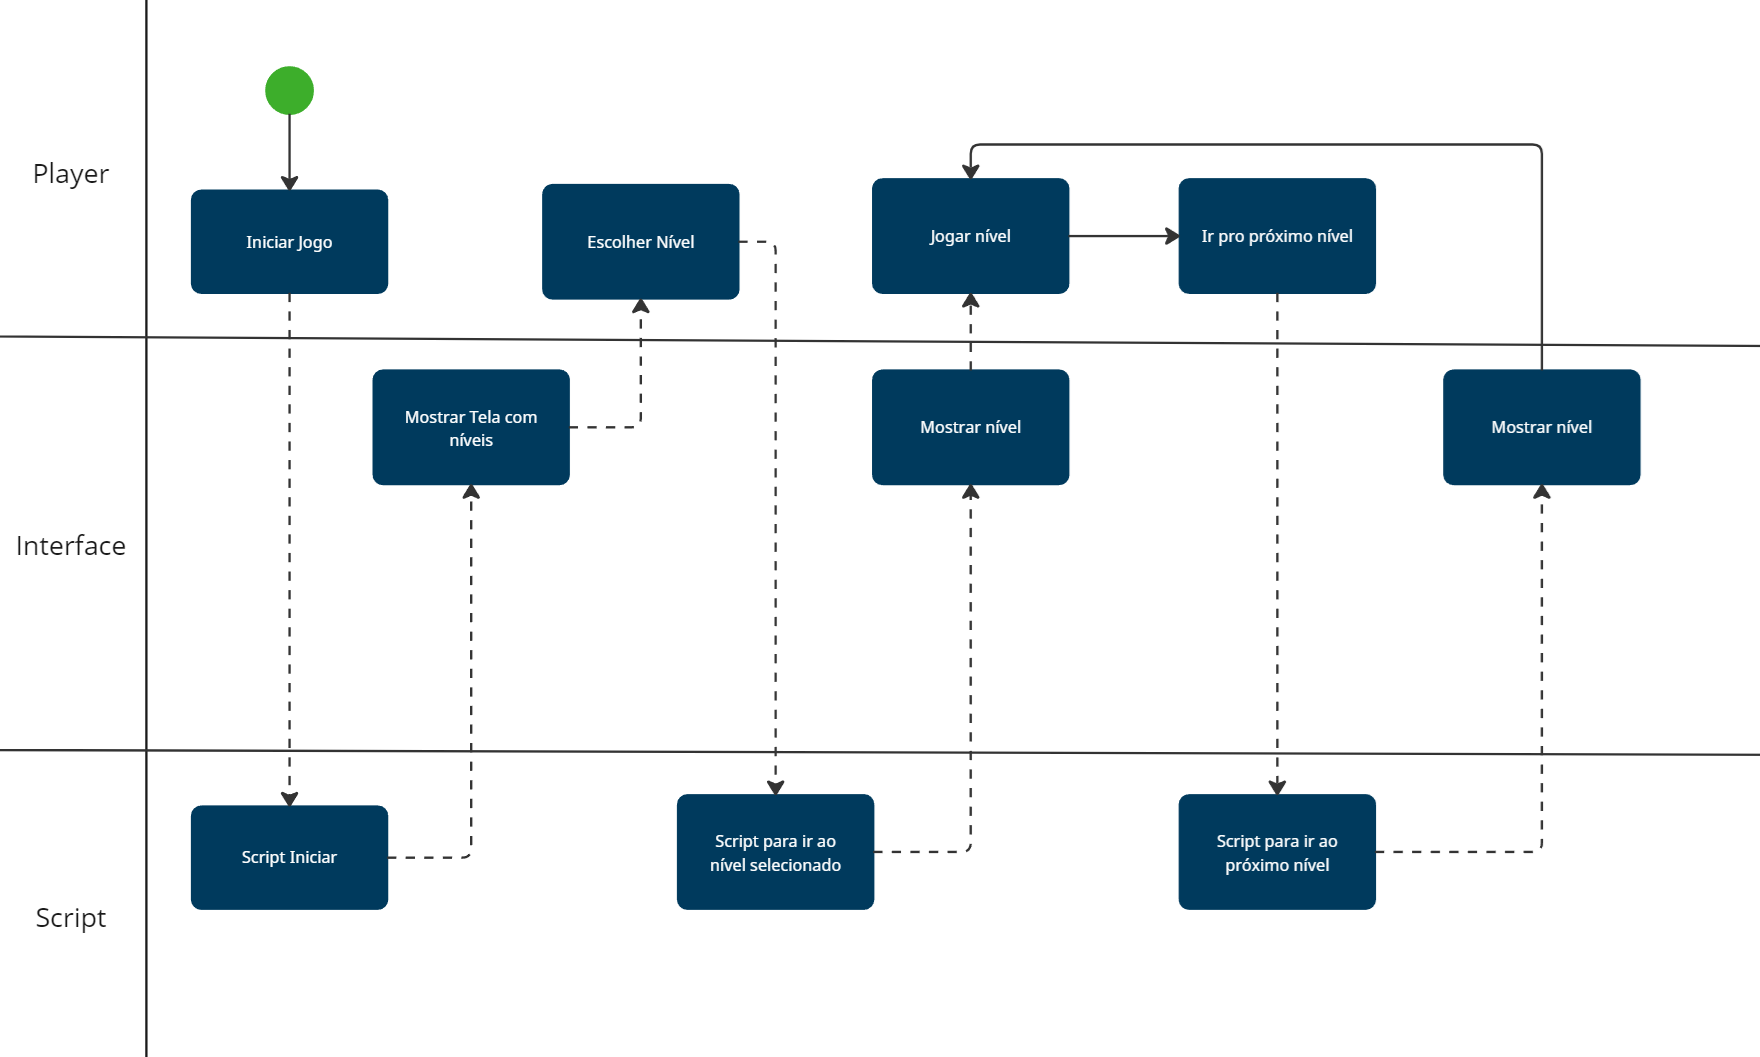 Player
Iniciar Jogo
Escolher Nível
Jogar nível
Ir pro próximo nível
Interface
Mostrar Tela com
níveis
Mostrar nível
Mostrar nível
Script
Script Iniciar
Script para ir ao
nível selecionado
Script para ir ao
próximo nível